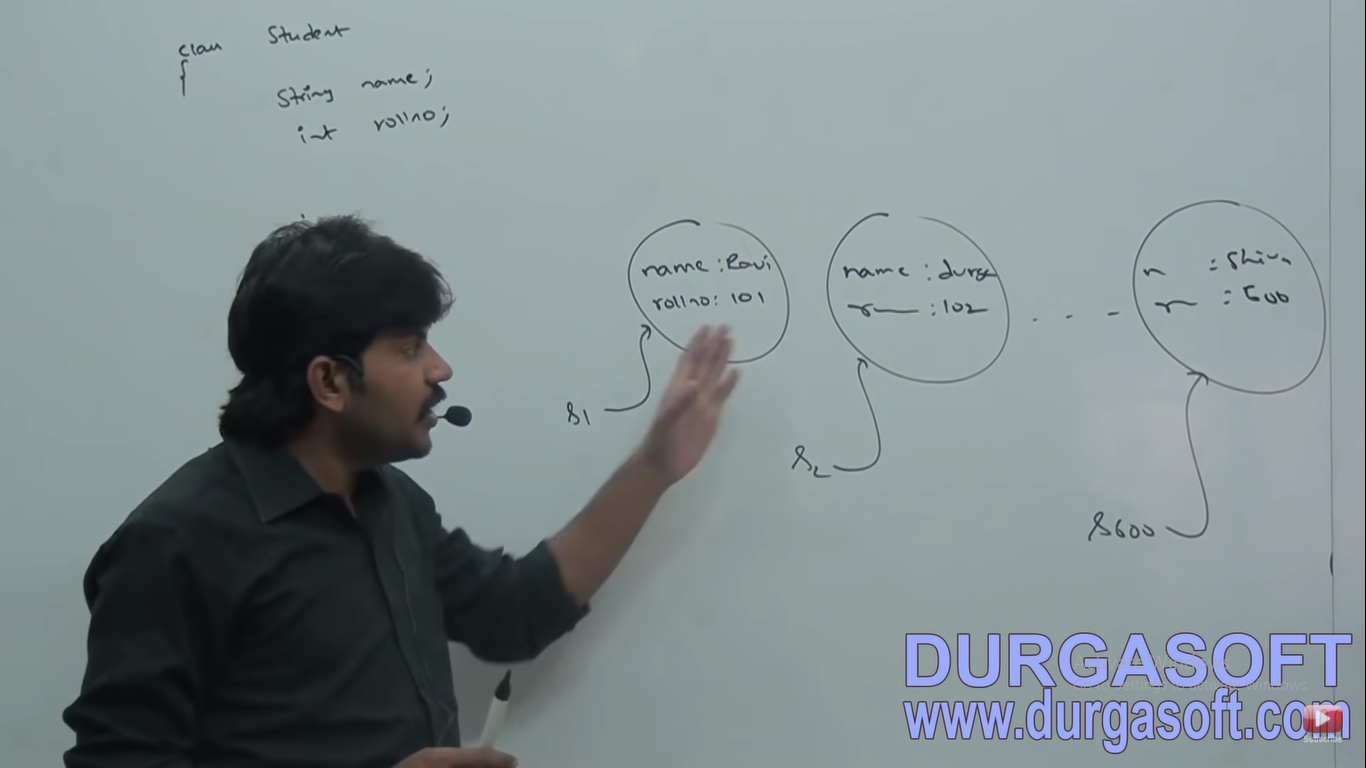 class Student
{
String name;
int rollno;
name : Ravi
rollno : 101
name : durga
r : 102
. . . -
n : Shiva
r : 600
s1
s2
s600
DURGASOFT
www.durgasoft.com
SUBSCRIBE